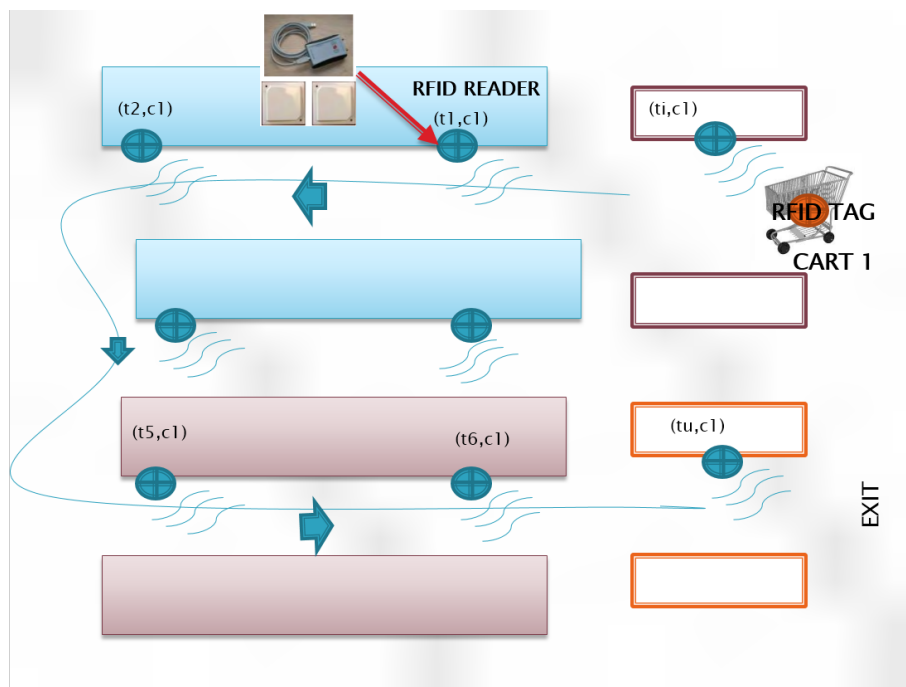 RFID READER
(t2,c1)
(t1,c1)
(ti,c1)
RFID TAG
CART 1
(t5,c1)
(t6,c1)
(tu,c1)
EXIT